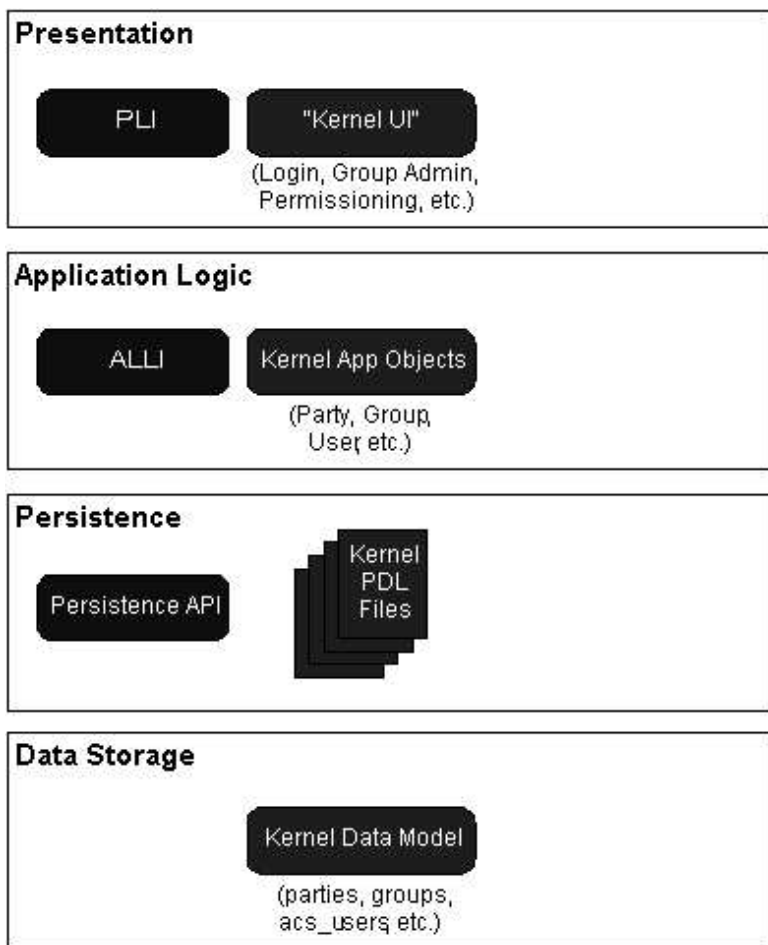 Presentation
PLI
"Kernel UI"
(Login, Group Admin,
Permissioning, etc.)
Application Logic
ALLI
Kernel App Objects
(Party, Group,
User, etc.)
Persistence
Persistence API
Kernel
PDL
Files
Data Storage
Kernel Data Model
(parties, groups,
acs_users, etc.)